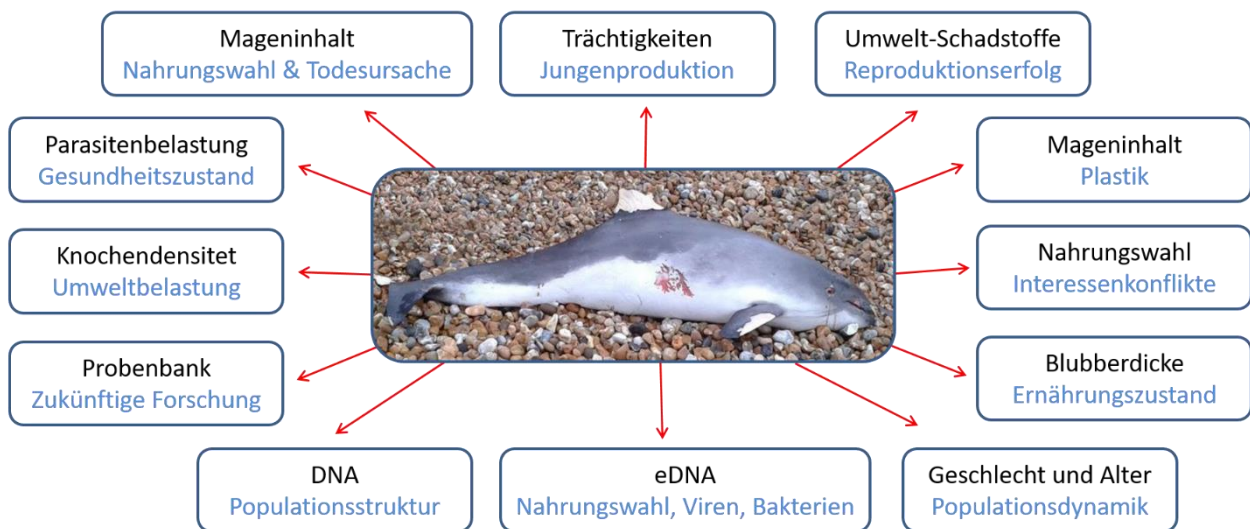 Mageninhalt
Nahrungswahl & Todesursache
Trächtigkeiten
Jungenproduktion
Umwelt-Schadstoffe
Reproduktionserfolg
Parasitenbelastung
Gesundheitszustand
Mageninhalt
Plastik
Knochendensitet
Umweltbelastung
Nahrungswahl
Interessenkonflikte
Probenbank
Zukünftige Forschung
Blubberdicke
Ernährungszustand
DNA
Populationsstruktur
eDNA
Nahrungswahl, Viren, Bakterien
Geschlecht und Alter
Populationsdynamik